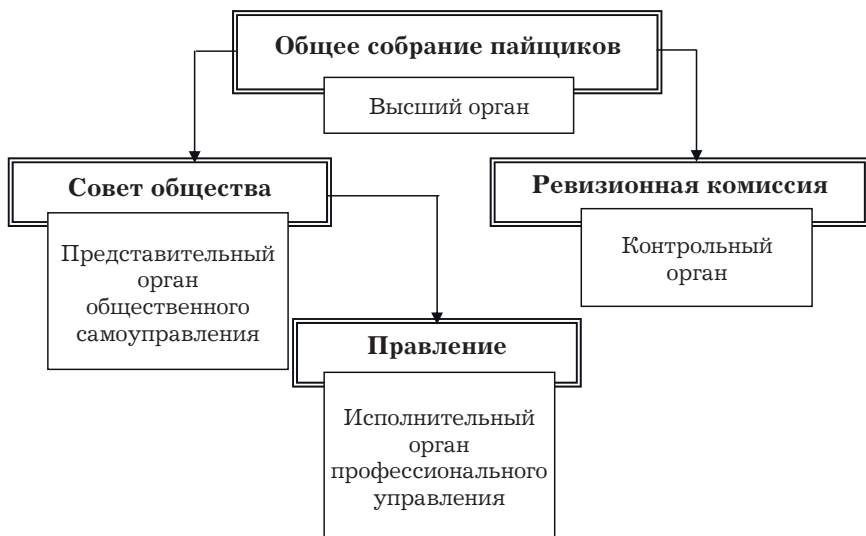 Общее собрание пайщиков
Высший орган
Совет общества
Представительный
орган
общественного
самоуправления
Ревизионная комиссия
Контрольный
орган
Правление
Исполнительный
орган
профессионального
управления